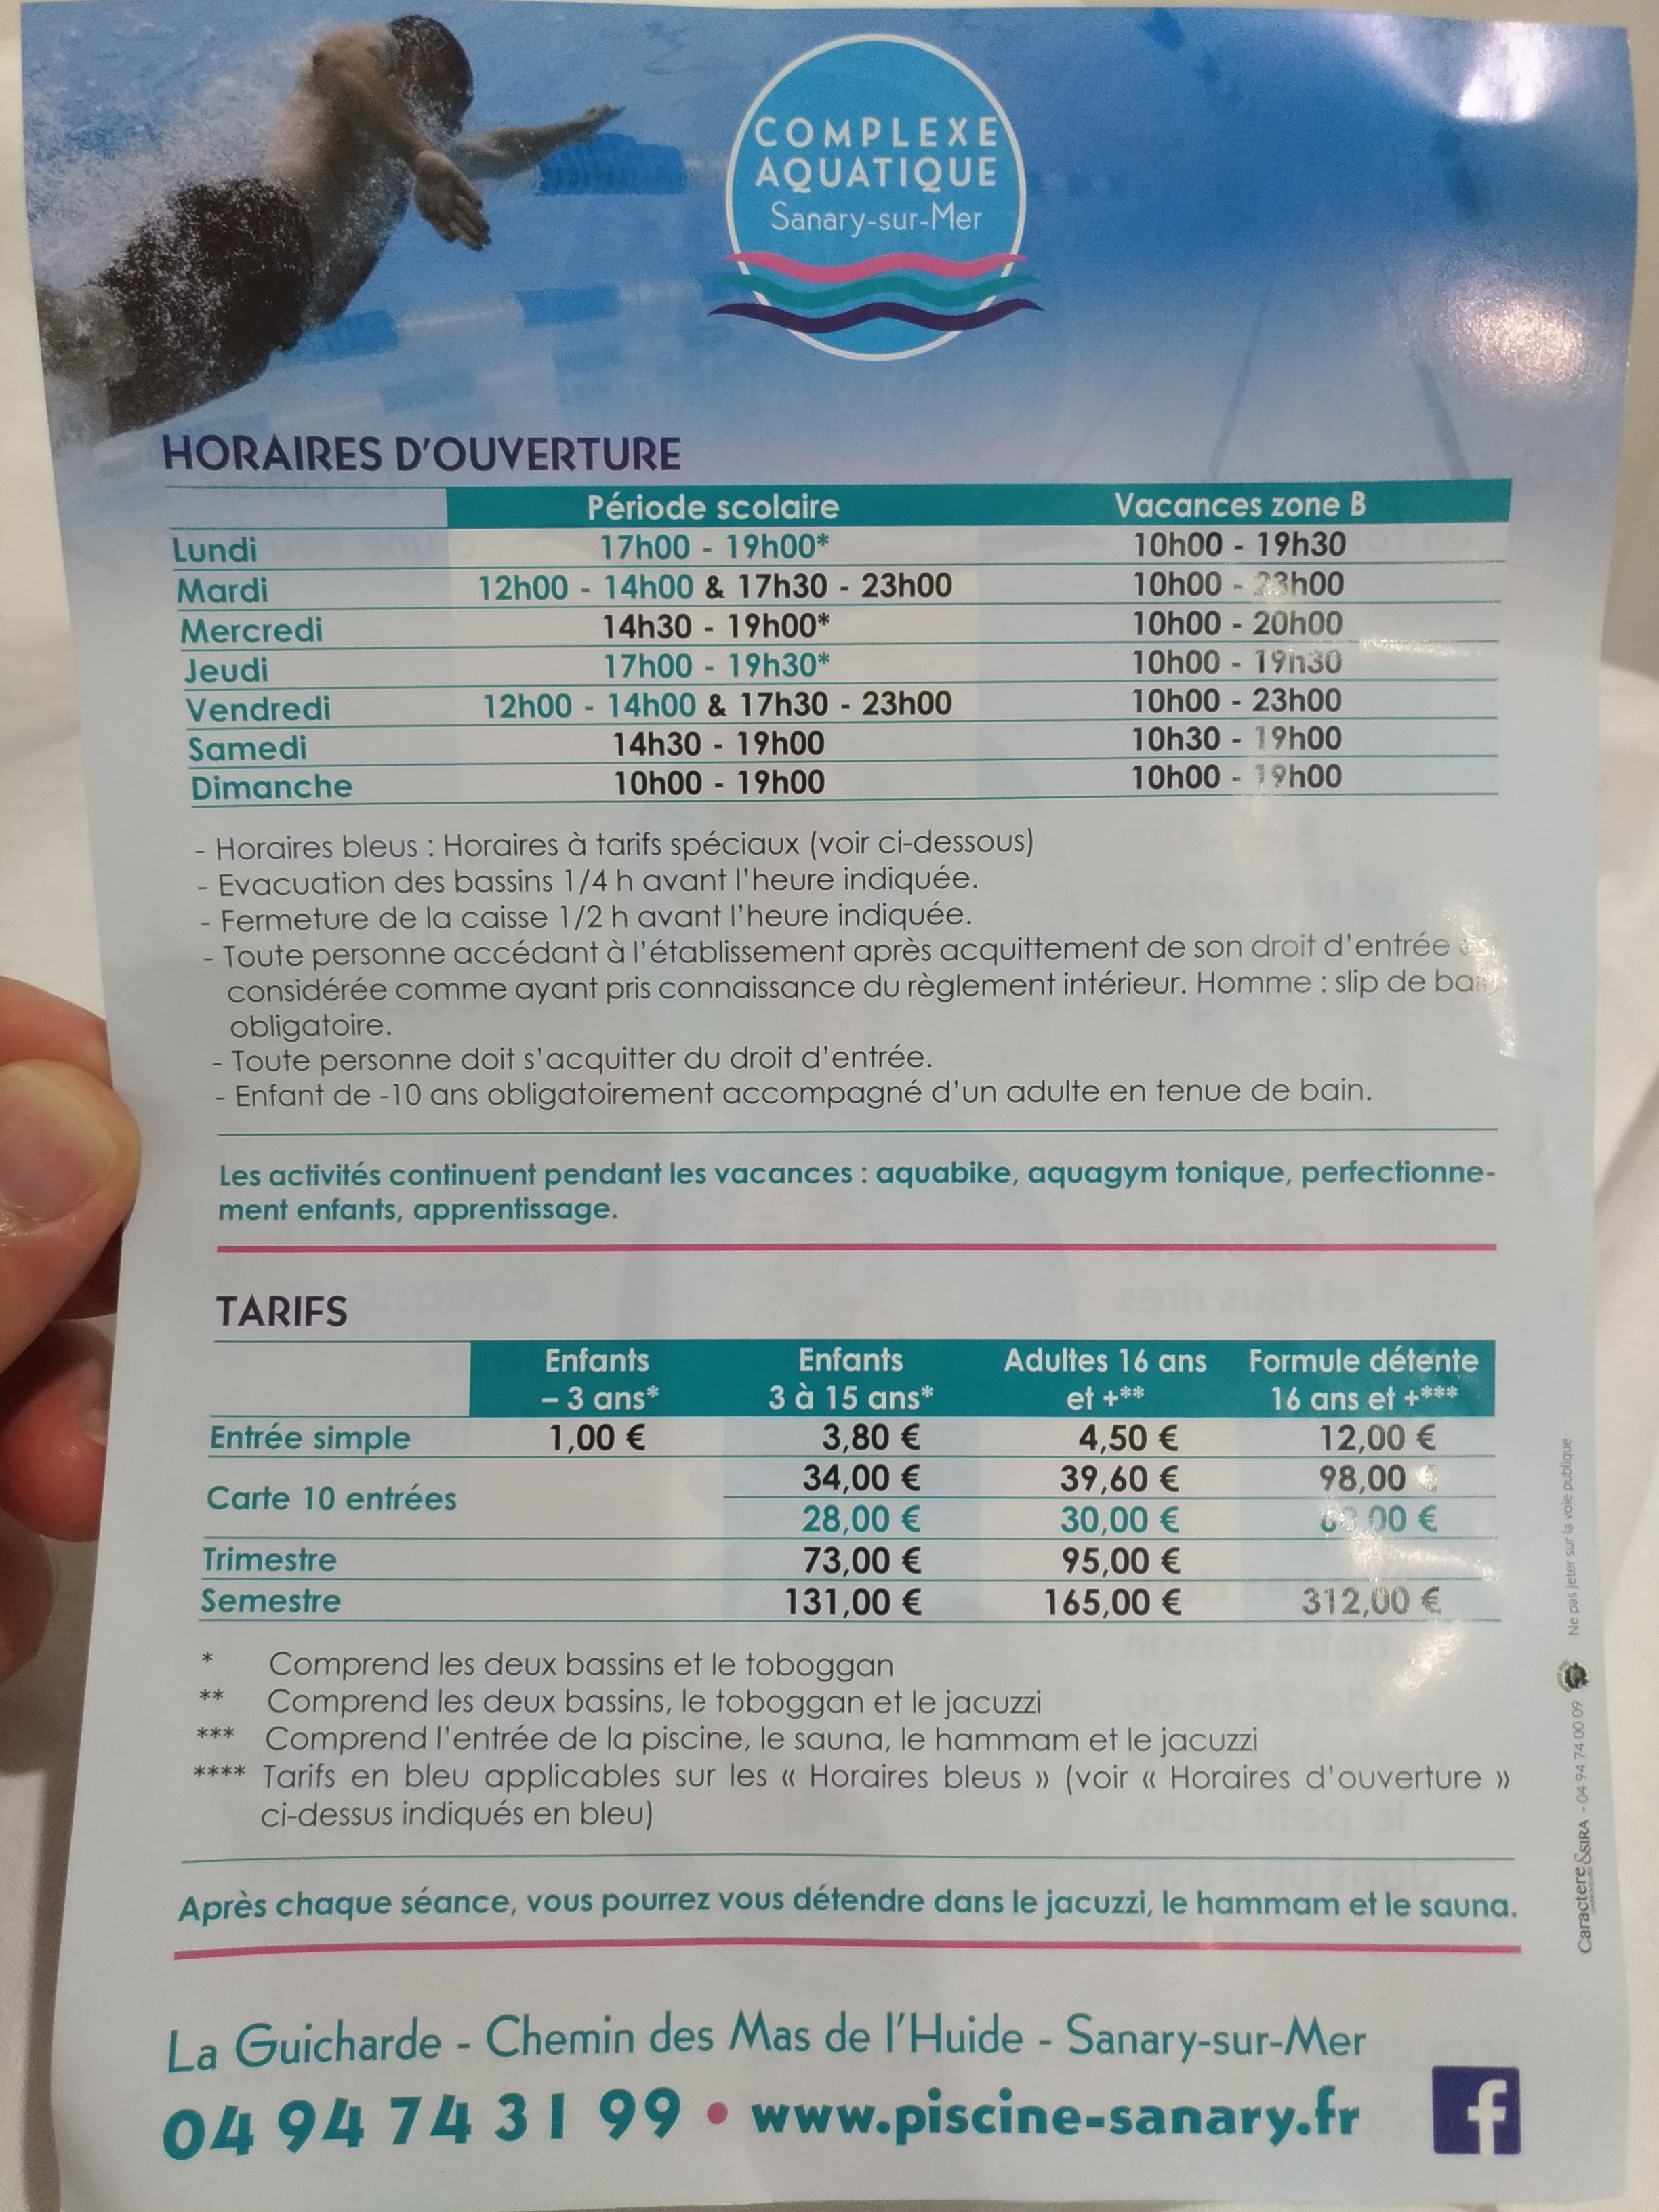 COMPLEXE
AQUATIQUE
Sanary-sur-Mer
HORAIRES D'OUVERTURE
Période scolaire Vacances zone B
Lundi 17h00 - 19h00* 10h00 - 19h30
Mardi 12h00 - 14h00 & 17h30 - 23h00 10h00 - 23h00
Mercredi 14h30 - 19h00* 10h00 - 20h00
Jeudi 17h00 - 19h30* 10h00 - 19h30
Vendredi 12h00 - 14h00 & 17h30 - 23h00 10h00 - 23h00
Samedi 14h30 - 19h00 10h30 - 19h00
Dimanche 10h00 - 19h00 10h00 - 19h00
- Horaires bleus : Horaires à tarifs spéciaux (voir ci-dessous)
- Evacuation des bassins 1/4 h avant l'heure indiquée.
- Fermeture de la caisse 1/2 h avant l'heure indiquée.
- Toute personne accédant à l'établissement après acquittement de son droit d'entrée est
considérée comme ayant pris connaissance du règlement intérieur. Homme : slip de bain
obligatoire.
- Toute personne doit s'acquitter du droit d'entrée.
- Enfant de -10 ans obligatoirement accompagné d'un adulte en tenue de bain.
Les activités continuent pendant les vacances : aquabike, aquagym tonique, perfectionne-
ment enfants, apprentissage.
TARIFS
Enfants Enfants Adultes 16 ans Formule détente
– 3 ans* 3 à 15 ans* et +** 16 ans et +***
Entrée simple 1,00 € 3,80 € 4,50 € 12,00 €
34,00 € 39,60 € 98,00 €
Carte 10 entrées
28,00 € 30,00 €
Trimestre 73,00 € 95,00 €
Semestre 131,00 € 165,00 € 312,00 €
* Comprend les deux bassins et le toboggan
** Comprend les deux bassins, le toboggan et le jacuzzi
*** Comprend l'entrée de la piscine, le sauna, le hammam et le jacuzzi
**** Tarifs en bleu applicables sur les « Horaires bleus » (voir « Horaires d'ouverture »
ci-dessus indiqués en bleu)
Après chaque séance, vous pourrez vous détendre dans le jacuzzi, le hammam et le sauna.
La Guicharde - Chemin des Mas de l'Huide - Sanary-sur-Mer
04 94 74 31 99 • www.piscine-sanary.fr
f
Caractere&SIRA - 04 94 74 00 09 Ne pas jeter sur la voie publique